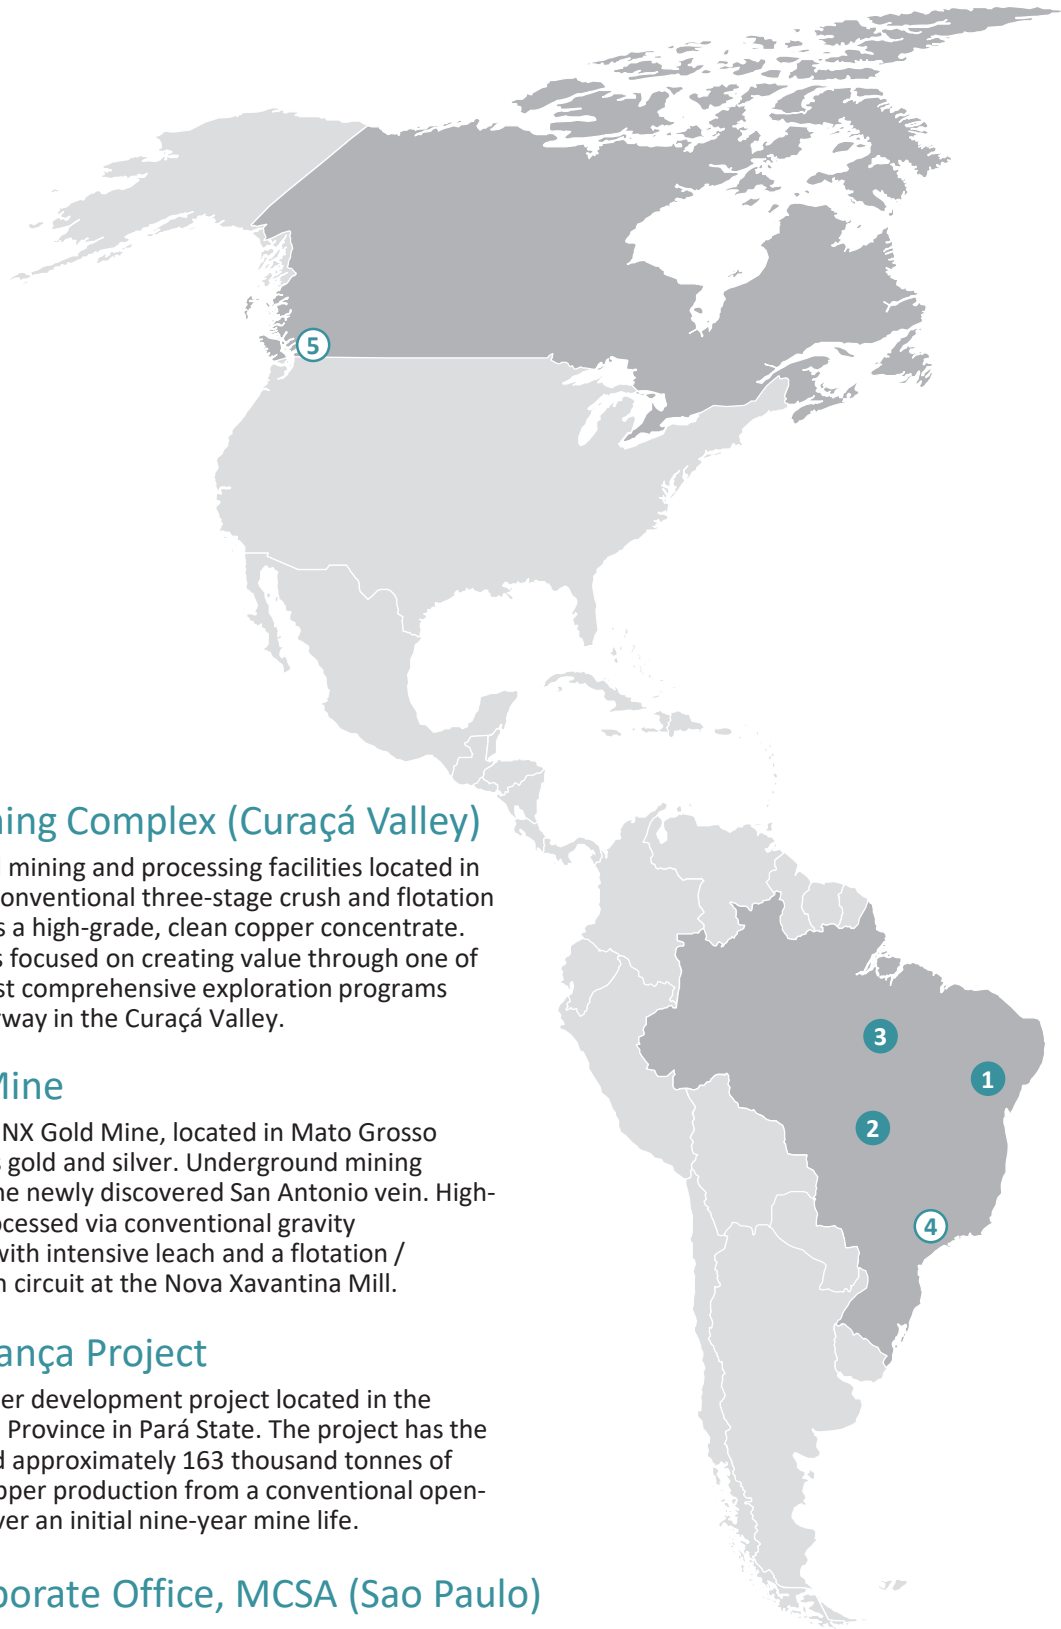 5
ning Complex (Curaçá Valley)
mining and processing facilities located in
onventional three-stage crush and flotation
s a high-grade, clean copper concentrate.
s focused on creating value through one of
st comprehensive exploration programs
rway in the Curaçá Valley.
3
1
Mine
NX Gold Mine, located in Mato Grosso
s gold and silver. Underground mining
he newly discovered San Antonio vein. High-
ocessed via conventional gravity
with intensive leach and a flotation /
n circuit at the Nova Xavantina Mill.
2
4
ança Project
er development project located in the
Province in Pará State. The project has the
d approximately 163 thousand tonnes of
pper production from a conventional open-
ver an initial nine-year mine life.
porate Office, MCSA (Sao Paulo)